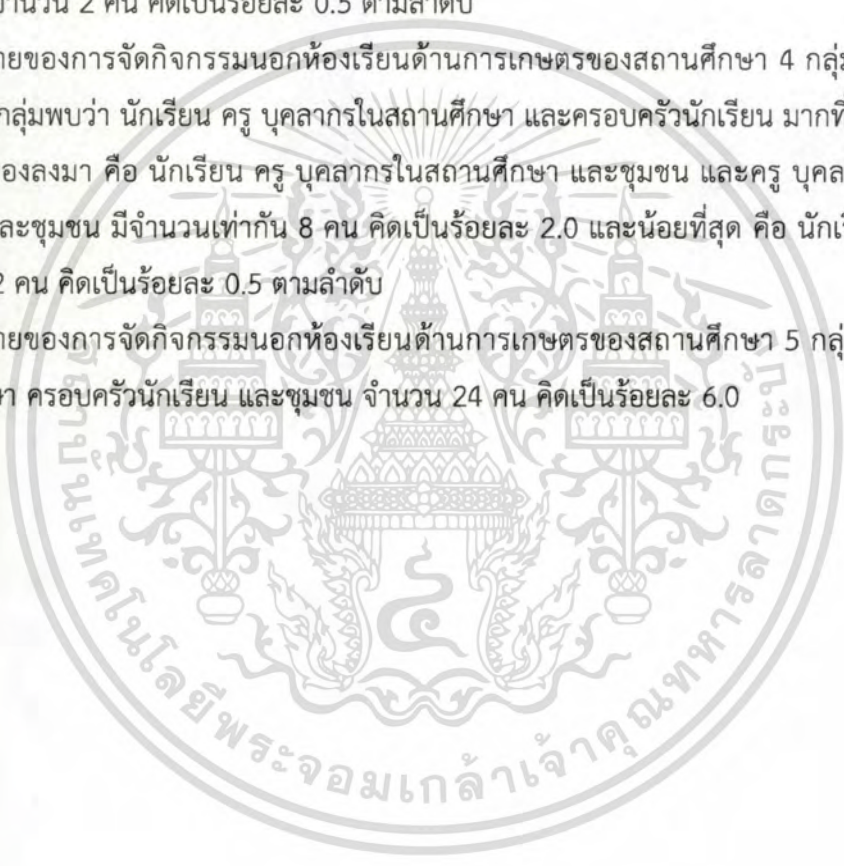 จำนวน 2 คน คิดเป็นร้อยละ 0.5 ตามลำดับ
ายของการจัดกิจกรรมนอกห้องเรียนด้านการเกษตรของสถานศึกษา 4 กลุ่ม
กลุ่มพบว่า นักเรียน ครู บุคลากรในสถานศึกษา และครอบครัวนักเรียน มากที่
องลงมา คือ นักเรียน ครู บุคลากรในสถานศึกษา และชุมชน และครู บุคล
ละชุมชน มีจำนวนเท่ากัน 8 คน คิดเป็นร้อยละ 2.0 และน้อยที่สุด คือ นักเรี
2 คน คิดเป็นร้อยละ 0.5 ตามลำดับ
ายของการจัดกิจกรรมนอกห้องเรียนด้านการเกษตรของสถานศึกษา 5 กลุ่
ษา ครอบครัวนักเรียน และชุมชน จำนวน 24 คน คิดเป็นร้อยละ 6.0
สถาบันเทคโนโลยีพระจอมเกล้าเจ้าคุณทหารลาดกระบัง